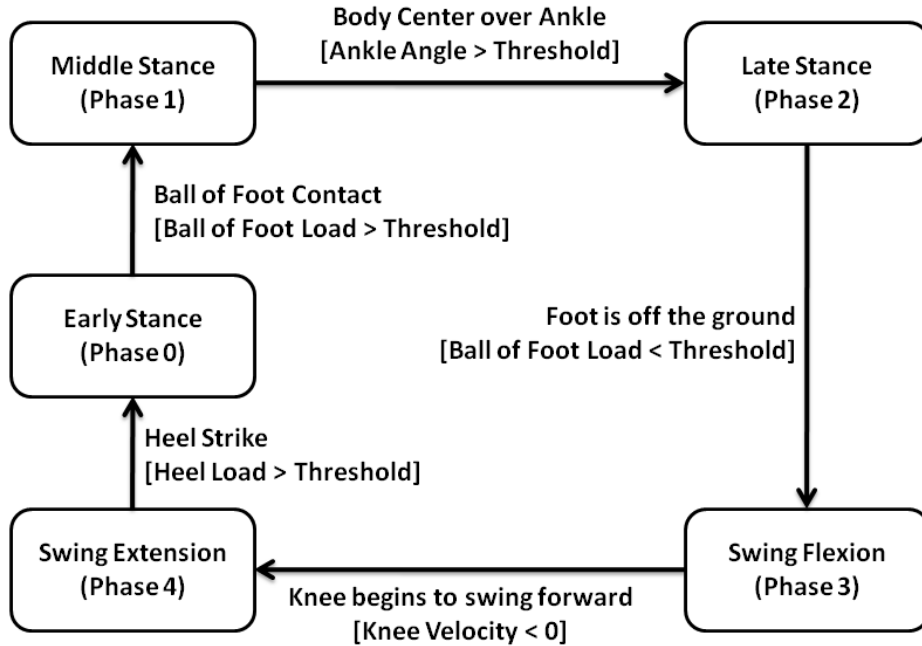 Body Center over Ankle
[Ankle Angle > Threshold]
Middle Stance
(Phase 1)
Late Stance
(Phase 2)
Ball of Foot Contact
[Ball of Foot Load > Threshold]
Early Stance
(Phase 0)
Foot is off the ground
[Ball of Foot Load < Threshold]
Heel Strike
[Heel Load > Threshold]
Swing Extension
(Phase 4)
Swing Flexion
(Phase 3)
Knee begins to swing forward
[Knee Velocity < 0]